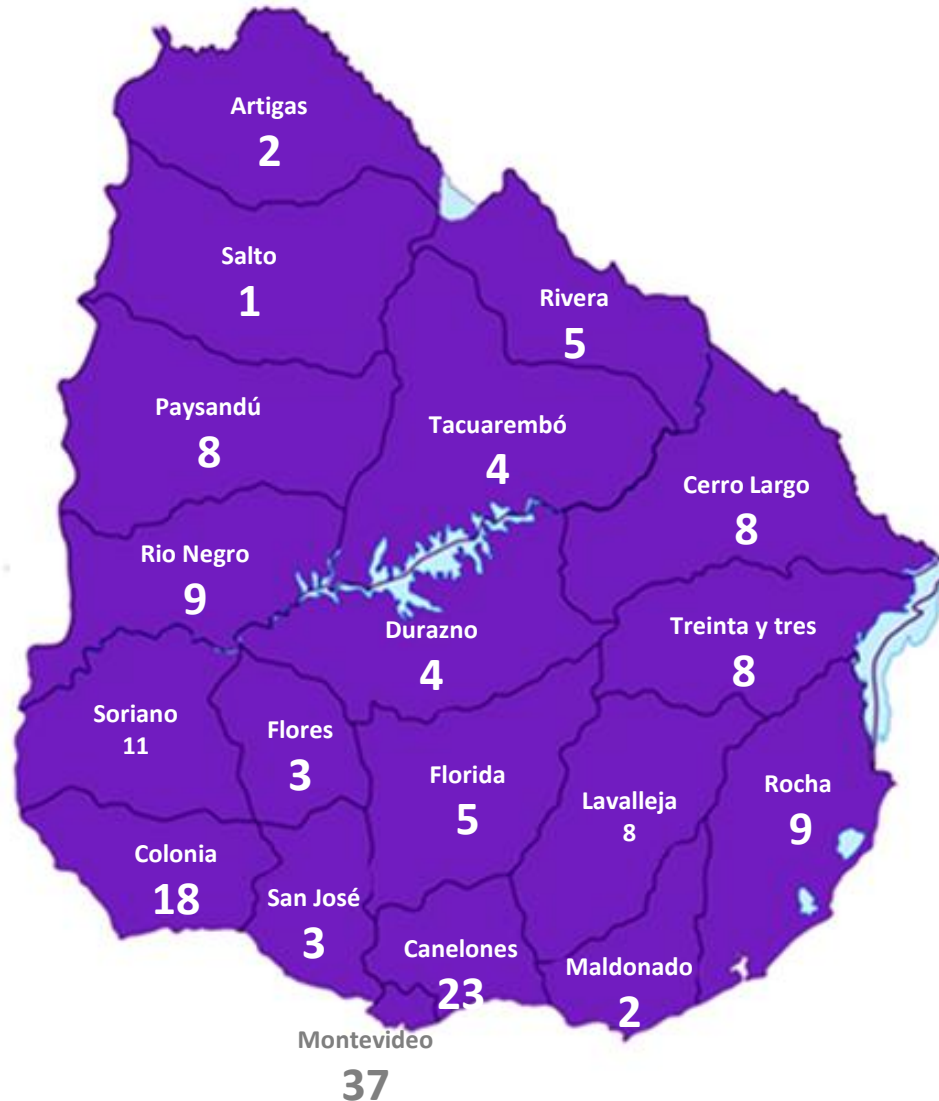 Artigas
2
Salto
1
Rivera
5
Paysandú
8
Tacuarembó
4
Cerro Largo
8
Rio Negro
9
Durazno
4
Treinta y tres
8
Soriano
11
Flores
3
Florida
5
Lavalleja
8
Rocha
9
Colonia
18
San José
3
Canelones
23
Maldonado
2
Montevideo
37